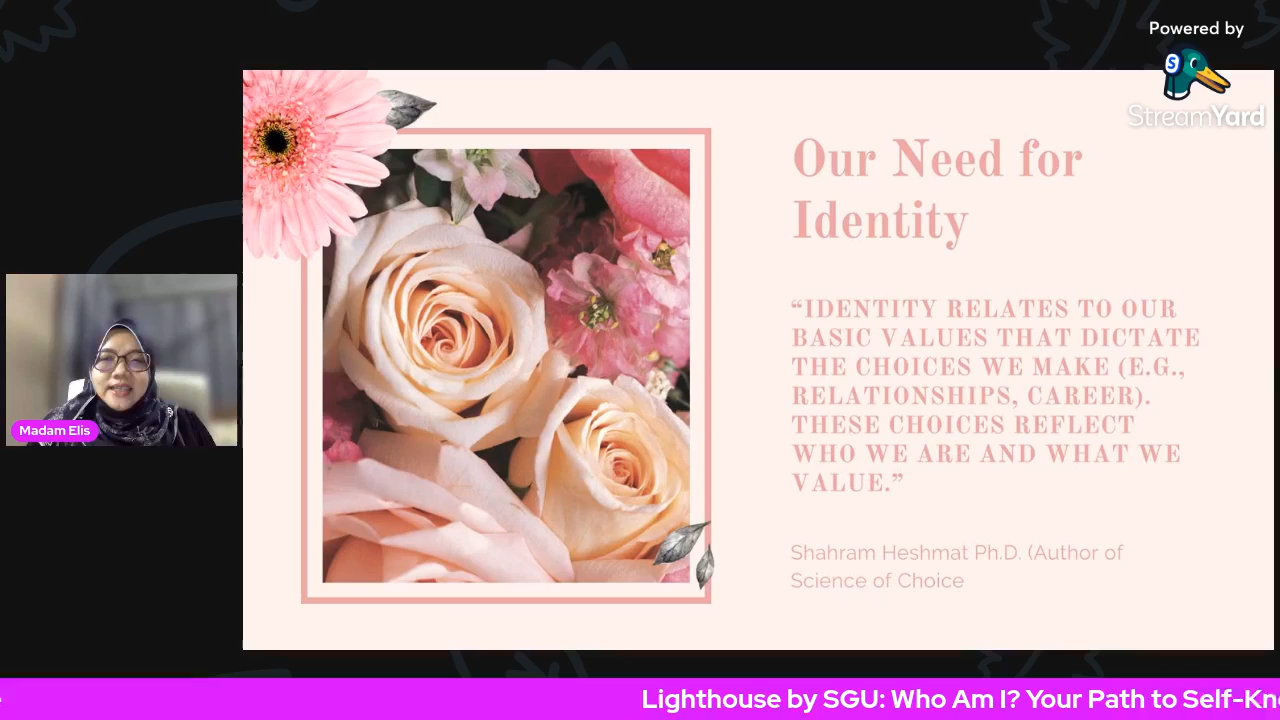 Powered by
S
StreamYard
Our Need for
Identity
“IDENTITY RELATES TO OUR
BASIC VALUES THAT DICTATE
THE CHOICES WE MAKE (E.G.,
RELATIONSHIPS, CAREER).
THESE CHOICES REFLECT
WHO WE ARE AND WHAT WE
VALUE.”
Shahram Heshmat Ph.D. (Author of
Science of Choice
Madam Elis
Lighthouse by SGU: Who Am I? Your Path to Self-Kn